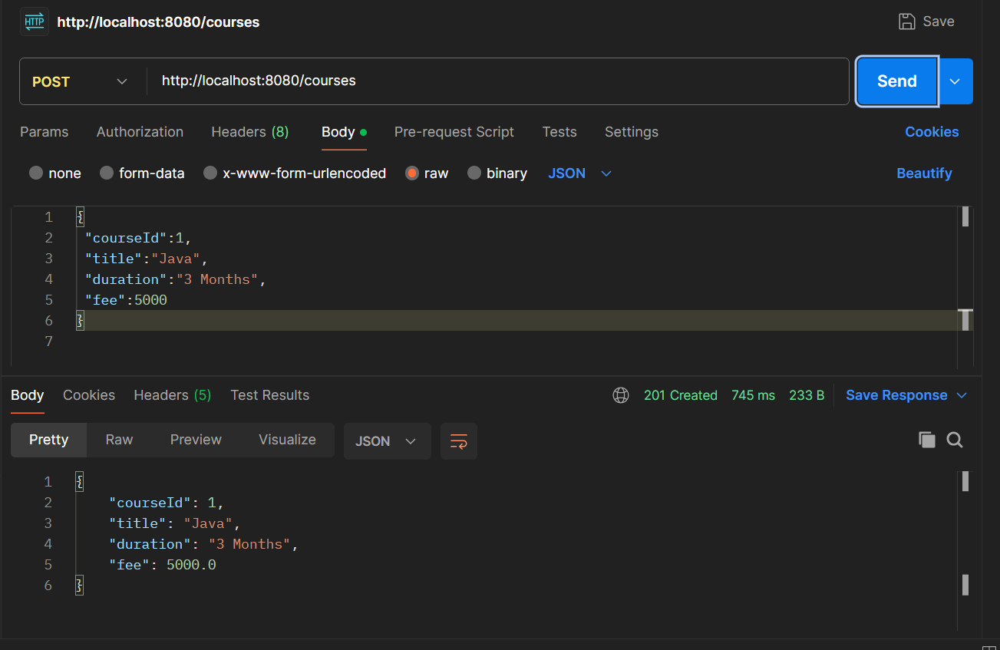 HTTP http://localhost:8080/courses Save
POST http://localhost:8080/courses Send
Params Authorization Headers (8) Body Pre-request Script Tests Settings Cookies
none form-data x-www-form-urlencoded raw binary JSON Beautify
1 {
2 "courseId":1,
3 "title":"Java",
4 "duration":"3 Months",
5 "fee":5000
6 }
7
Body Cookies Headers (5) Test Results 201 Created 745 ms 233 B Save Response
Pretty Raw Preview Visualize JSON
1 {
2 "courseId": 1,
3 "title": "Java",
4 "duration": "3 Months",
5 "fee": 5000.0
6 }